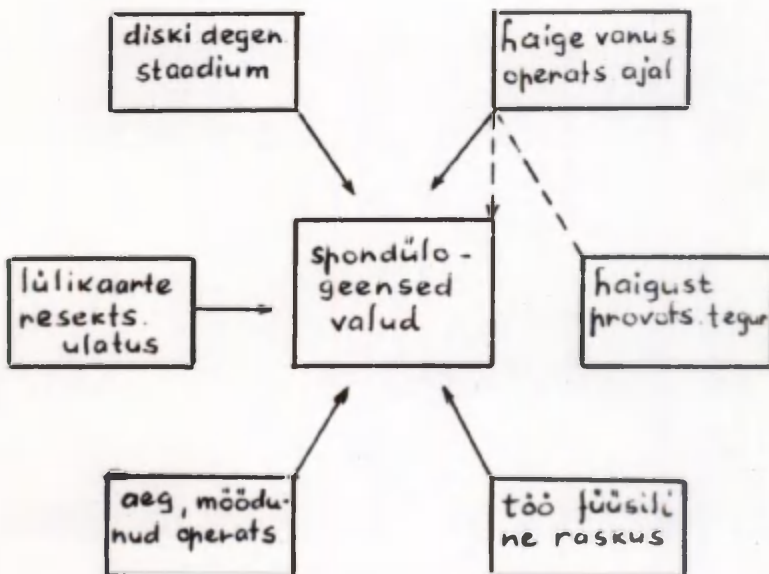 diski degen.
staadium
haige vanus
operats. ajal
spondülo-
geensed
valud
lülikaarte
resekts.
ulatus
haigust
provots. tegur
aeg, möödu-
nud operats.
töö füüsili
ne raskus